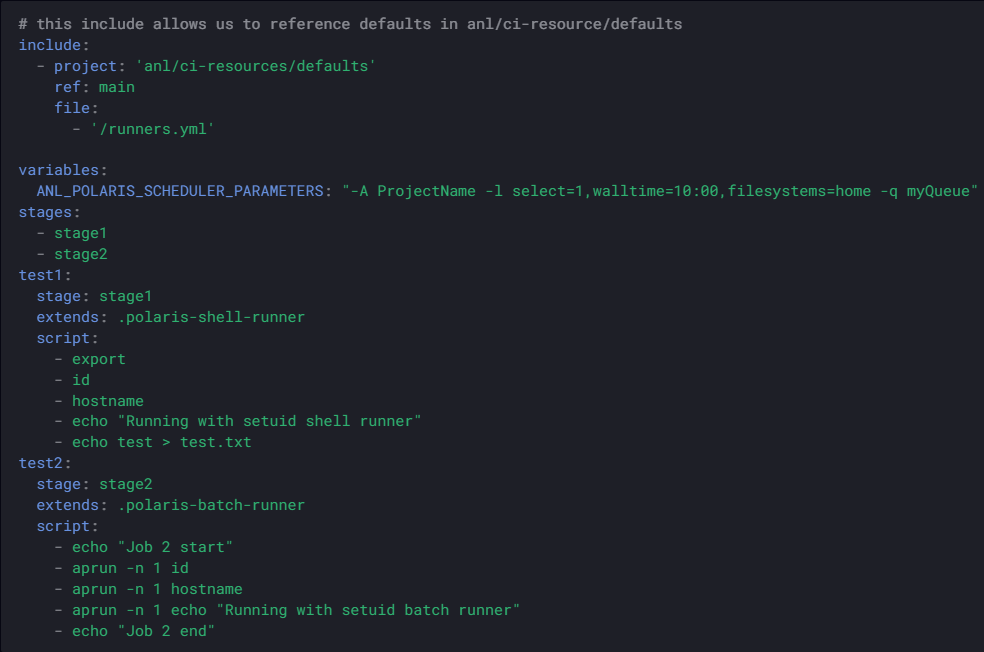 # this include allows us to reference defaults in anl/ci-resource/defaults
include:
  - project: 'anl/ci-resources/defaults'
    ref: main
    file:
      - '/runners.yml'

variables:
  ANL_POLARIS_SCHEDULER_PARAMETERS: "-A ProjectName -l select=1,walltime=10:00,filesystems=home -q myQueue"
stages:
  - stage1
  - stage2
test1:
  stage: stage1
  extends: .polaris-shell-runner
  script:
    - export
    - id
    - hostname
    - echo "Running with setuid shell runner"
    - echo test > test.txt
test2:
  stage: stage2
  extends: .polaris-batch-runner
  script:
    - echo "Job 2 start"
    - aprun -n 1 id
    - aprun -n 1 hostname
    - aprun -n 1 echo "Running with setuid batch runner"
    - echo "Job 2 end"